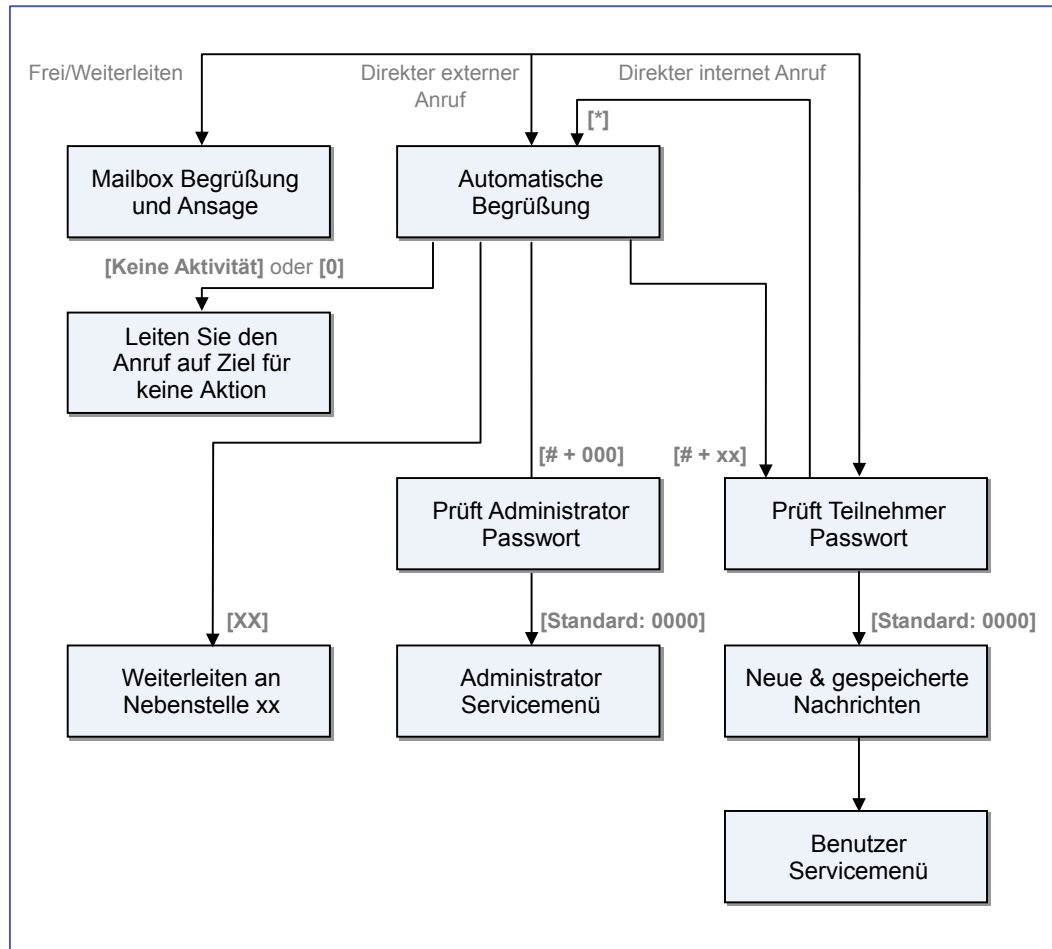 Frei/Weiterleiten
Direkter externer
Anruf
Direkter internet Anruf
[*]
Mailbox Begrüßung
und Ansage
Automatische
Begrüßung
[Keine Aktivität] oder [0]
Leiten Sie den
Anruf auf Ziel für
keine Aktion
[# + 000]
[# + xx]
Prüft Administrator
Passwort
Prüft Teilnehmer
Passwort
[XX]
[Standard: 0000]
[Standard: 0000]
Weiterleiten an
Nebenstelle xx
Administrator
Servicemenü
Neue & gespeicherte
Nachrichten
Benutzer
Servicemenü